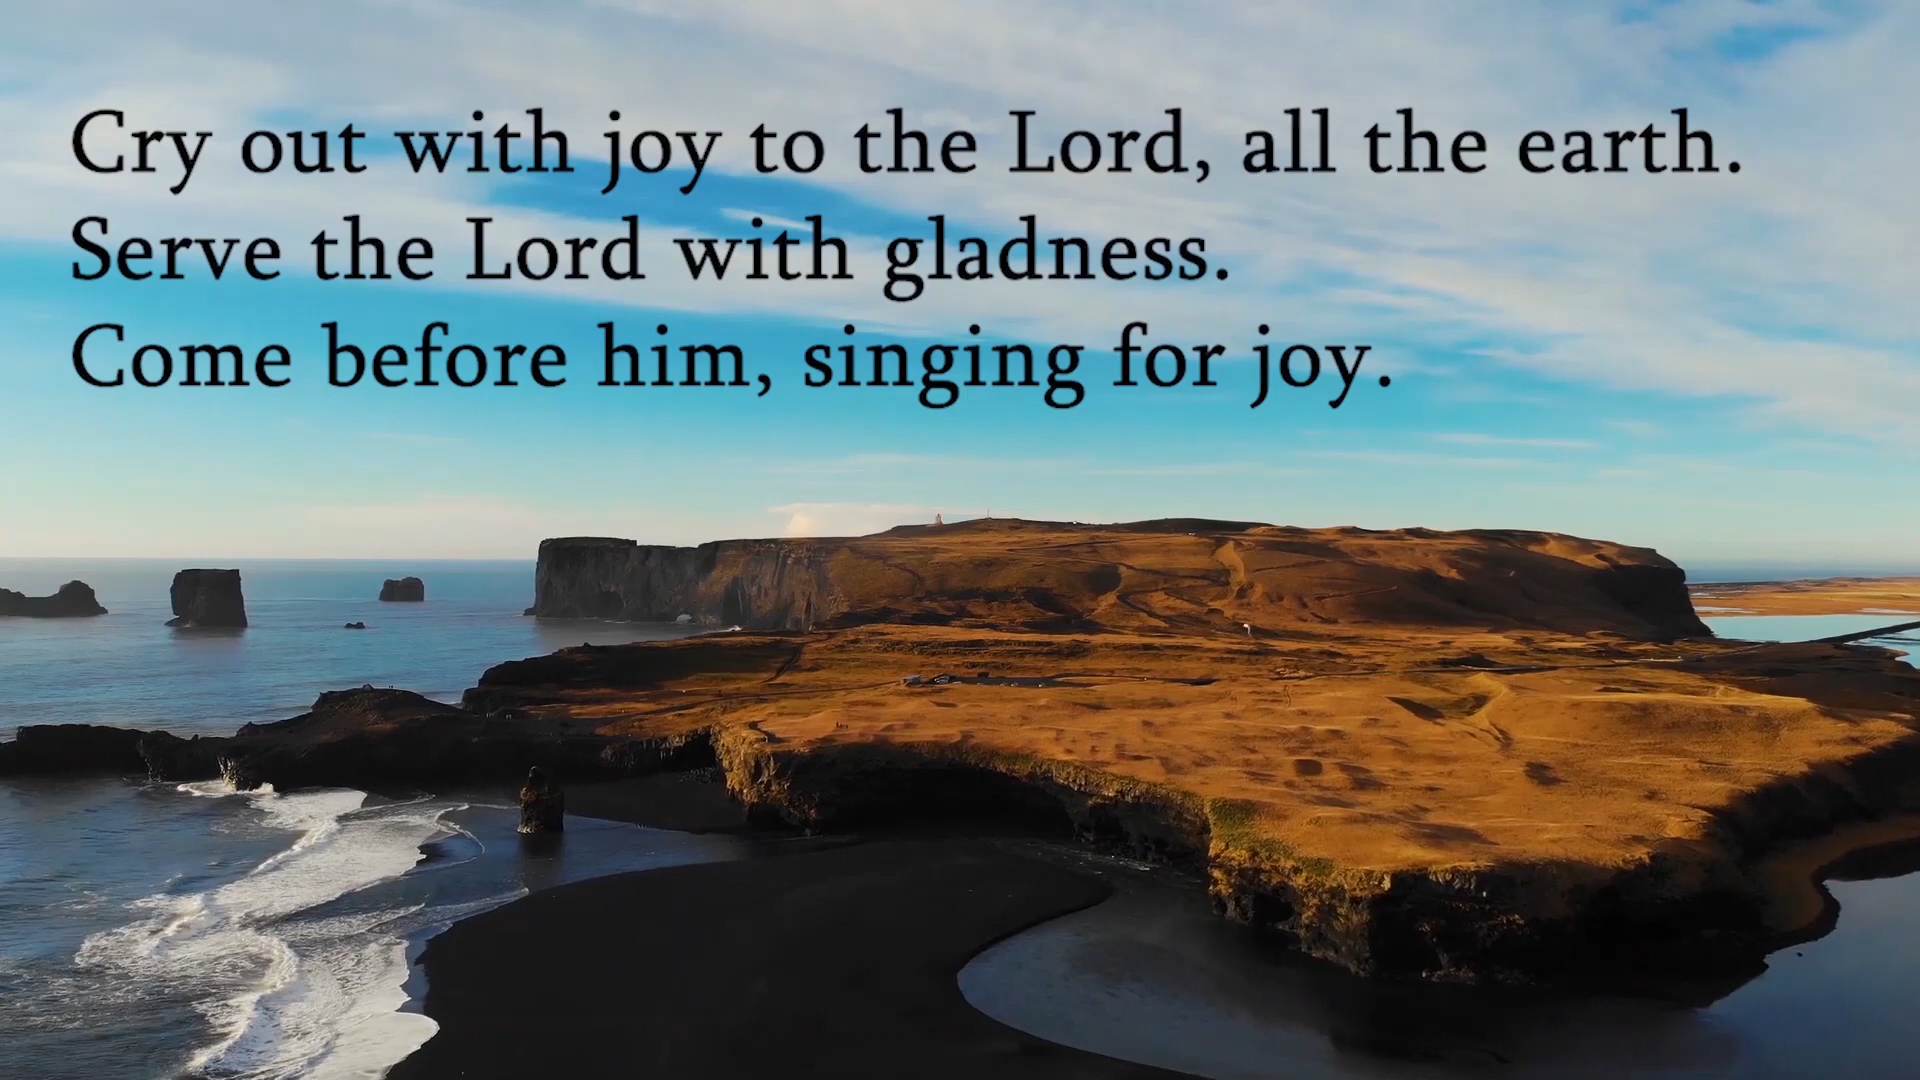 Cry out with joy to the Lord, all the earth.
Serve the Lord with gladness.
Come before him, singing for joy.